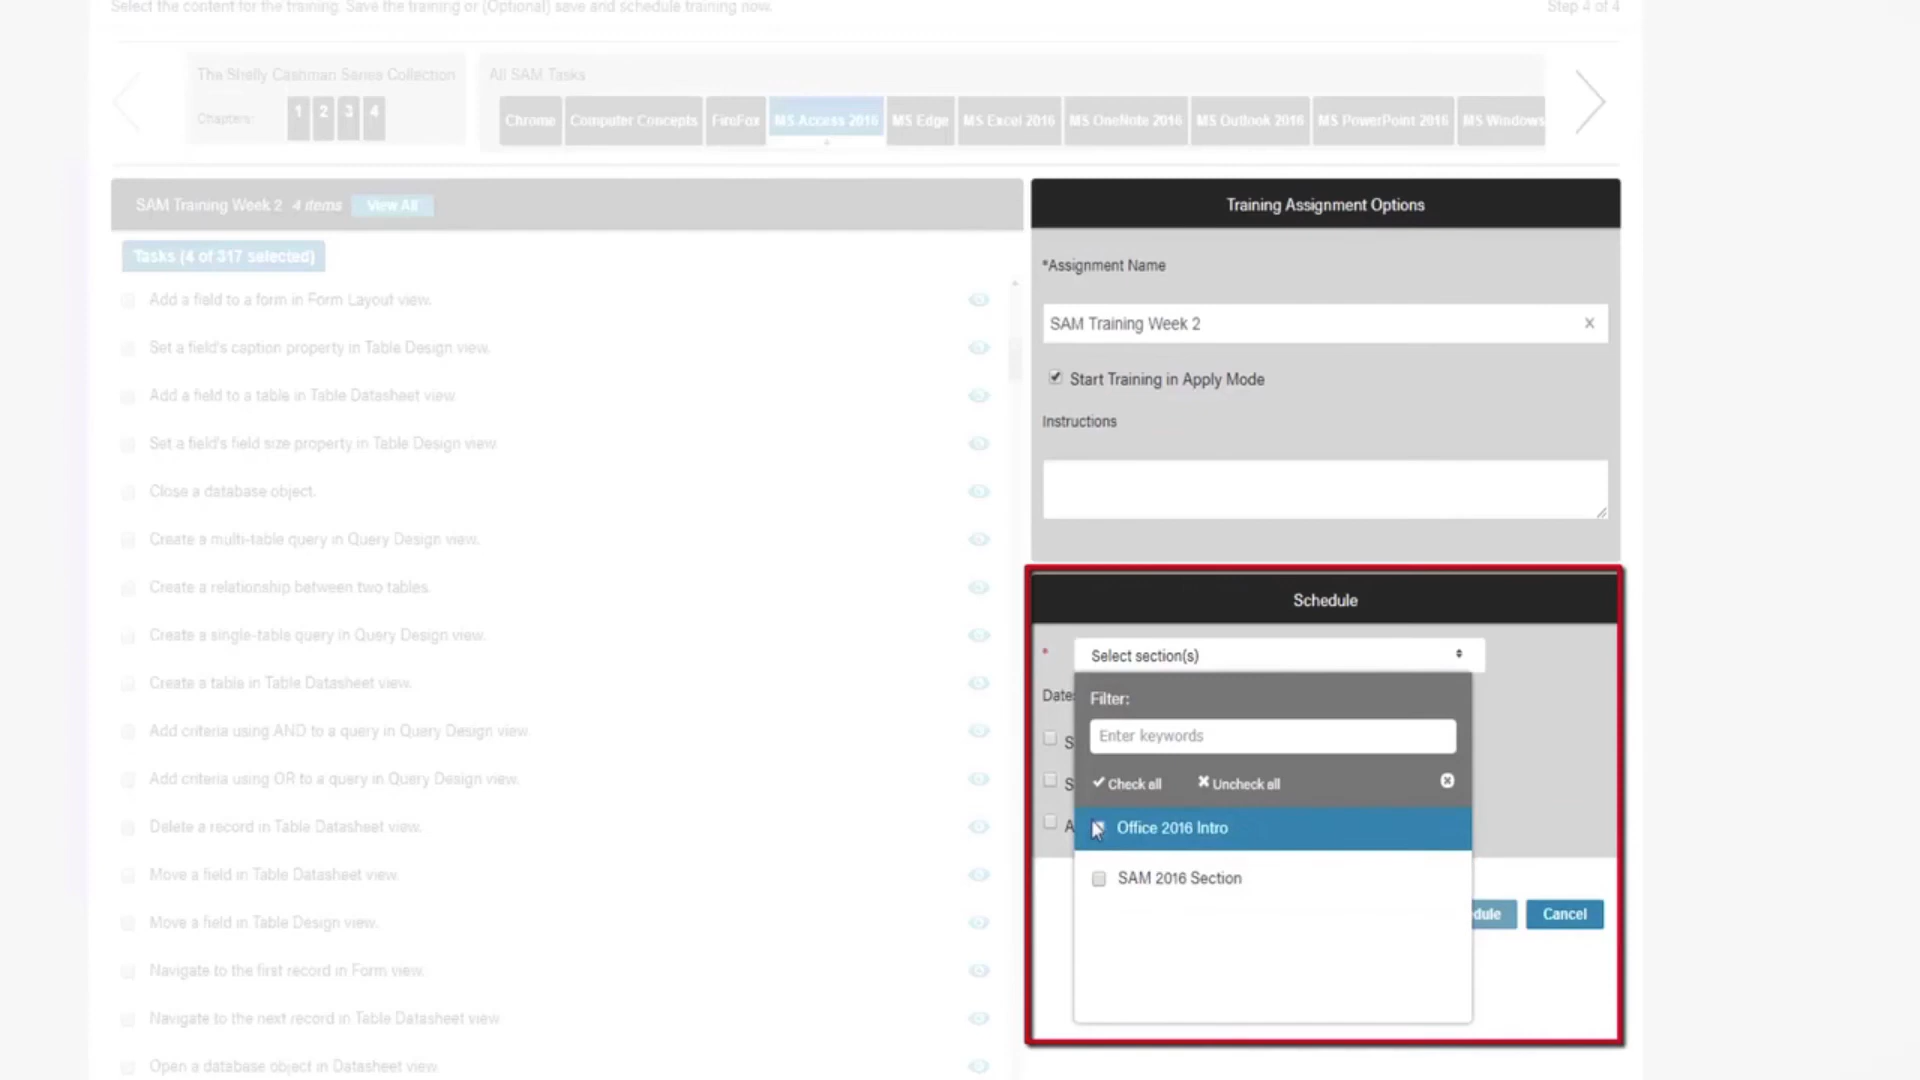 Select the content for the training. Save the training or (Optional) save and schedule training now.
Step 4 of 4
The Shelly Cashman Series Collection
Chapters:
1 2 3 4
All SAM Tasks
Chrome
Computer Concepts
FireFox
MS Access 2016
MS Edge
MS Excel 2016
MS OneNote 2016
MS Outlook 2016
MS PowerPoint 2016
MS Windows
SAM Training Week 2 4 items View All
Tasks (4 of 317 selected)
Add a field to a form in Form Layout view.
Set a field's caption property in Table Design view.
Add a field to a table in Table Datasheet view.
Set a field's field size property in Table Design view.
Close a database object.
Create a multi-table query in Query Design view.
Create a relationship between two tables.
Create a single-table query in Query Design view.
Create a table in Table Datasheet view.
Add criteria using AND to a query in Query Design view.
Add criteria using OR to a query in Query Design view.
Delete a record in Table Datasheet view.
Move a field in Table Datasheet view.
Move a field in Table Design view.
Navigate to the first record in Form view.
Navigate to the next record in Table Datasheet view.
Open a database object in Datasheet view.
Training Assignment Options
*Assignment Name
SAM Training Week 2 X
Start Training in Apply Mode
Instructions
Schedule
* Select section(s)
Date
Filter:
Enter keywords
S
Check all Uncheck all
S
A
Office 2016 Intro
SAM 2016 Section
dule
Cancel